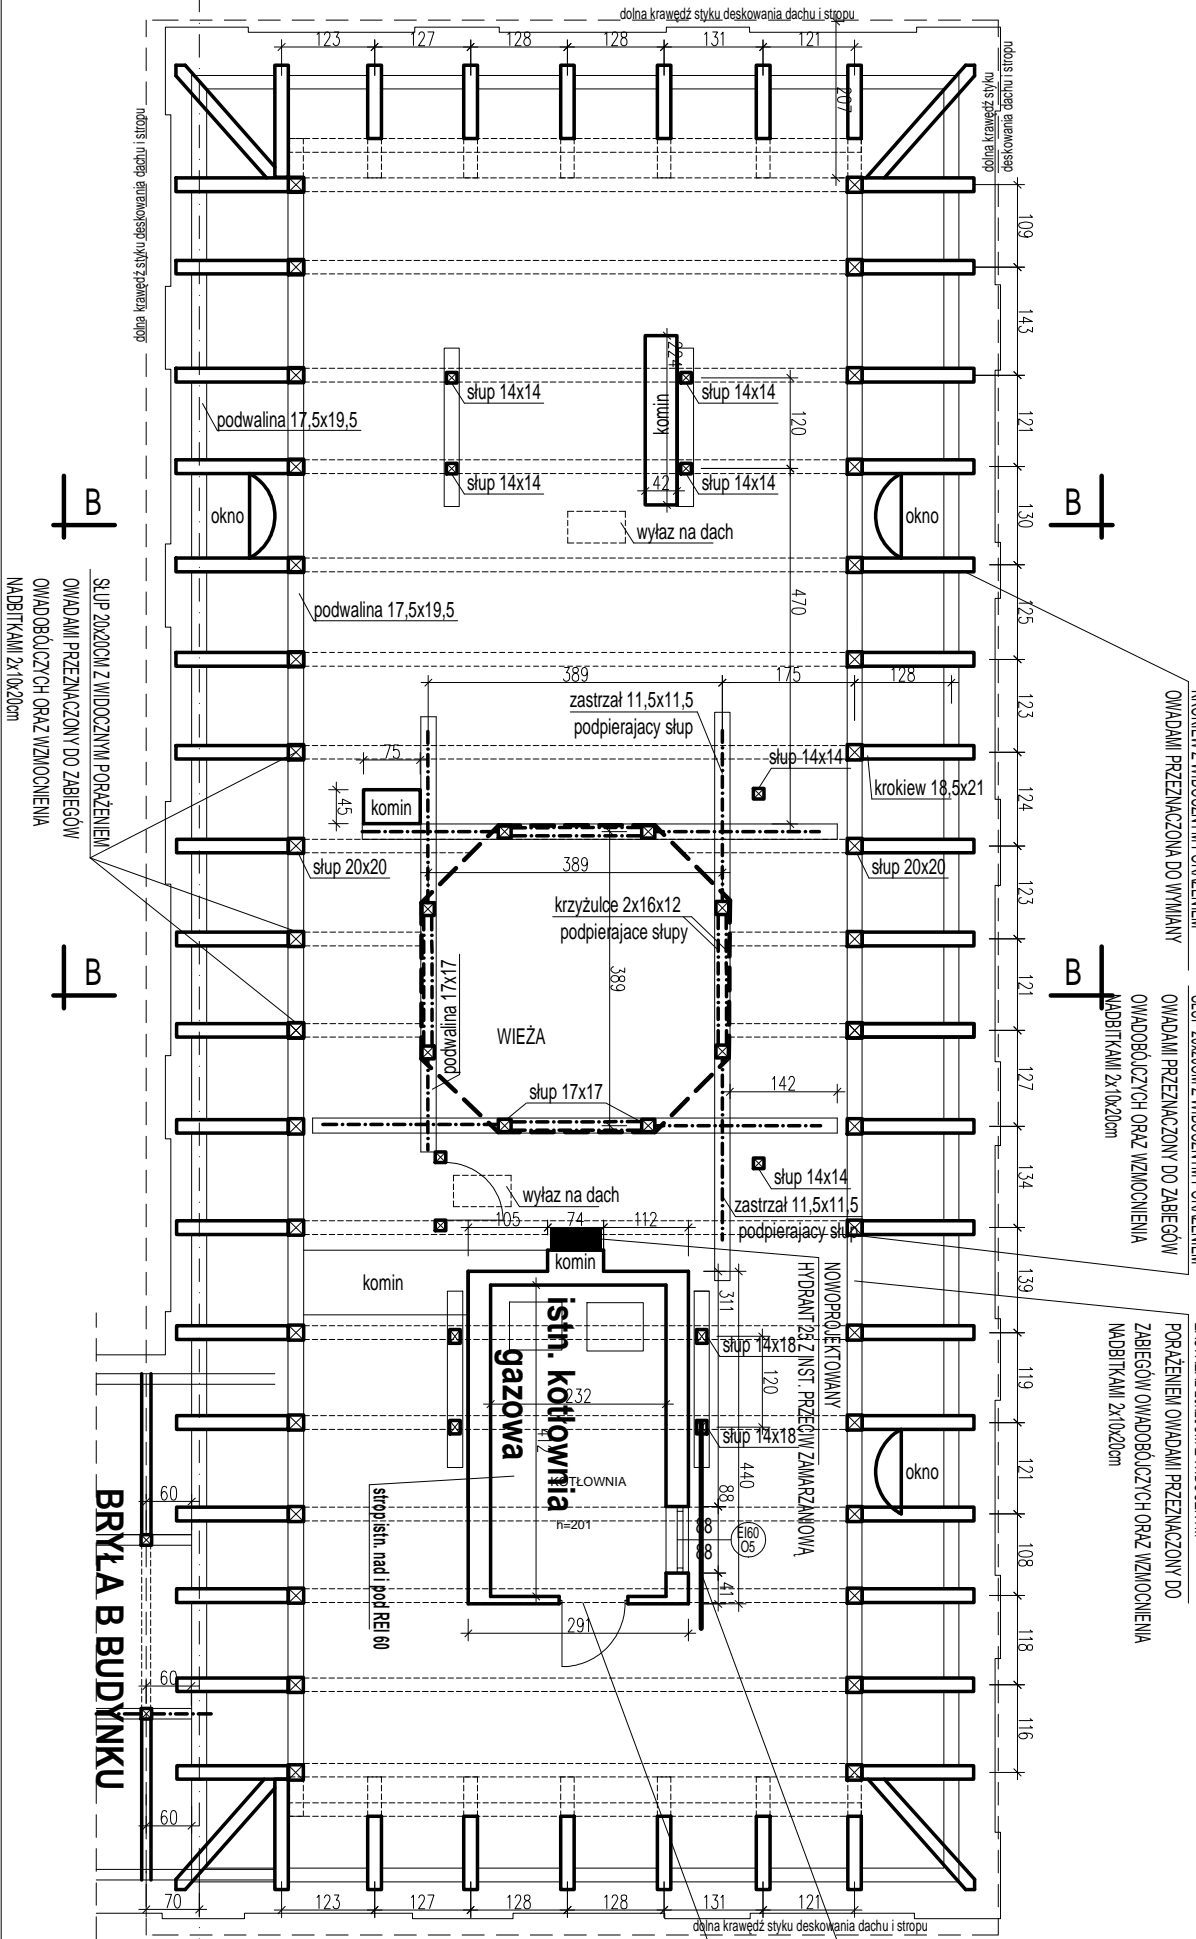 dolna krawędź styku deskowania dachu i stropu
123 127 128 128 131 121
207
dolna krawędź styku
deskowania dachu i stropu
dolna krawędź styku deskowania dachu i stropu
109
143
121
130
125
123
124
123
121
127
134
139
119
121
108
118
116
224
komin
42
słup 14x14
słup 14x14
słup 14x14
słup 14x14
120
470
podwalina 17,5x19,5
B
B
okno
okno
wyłaz na dach
podwalina 17,5x19,5
SŁUP 20x20CM Z WIDOCZNYM PORAŻENIEM
OWADAMI PRZEZNACZONY DO ZABIEGÓW
OWADOBÓJCZYCH ORAZ WZMOCNIENIA
NADBITKAMI 2x10x20cm
OWADAMI PRZEZNACZONA DO WYMIANY
389 175 128
zastrzał 11,5x11,5
podpierajacy słup
75
45
komin
słup 14x14
krokiew 18,5x21
słup 20x20
słup 20x20
389
krzyżulce 2x16x12
podpierajace słupy
389
podwalina 17x17
WIEŻA
B
B
OWADAMI PRZEZNACZONY DO ZABIEGÓW
OWADOBÓJCZYCH ORAZ WZMOCNIENIA
NADBITKAMI 2x10x20cm
142
słup 17x17
słup 14x14
wyłaz na dach
zastrzał 11,5x11,5
podpierajacy słup
105 74 112
komin
komin
NOWOPROJEKTOWANY
HYDRANT 25 Z INST. PRZECIW ZAMARZANIOWĄ
311
słup 14x18
120
słup 14x18
440
PORAŻENIEM OWADAMI PRZEZNACZONY DO
ZABIEGÓW OWADOBÓJCZYCH ORAZ WZMOCNIENIA
NADBITKAMI 2x10x20cm
istn. kotłownia
gazowa
232
412
KOTŁOWNIA
h=201
okno
88
88
88
EI60
O5
41
strop istn. nad i pod REI 60
291
60
60
60
70
BRYŁA B BUDYNKU
123 127 128 128 131 121
dolna krawędź styku deskowania dachu i stropu